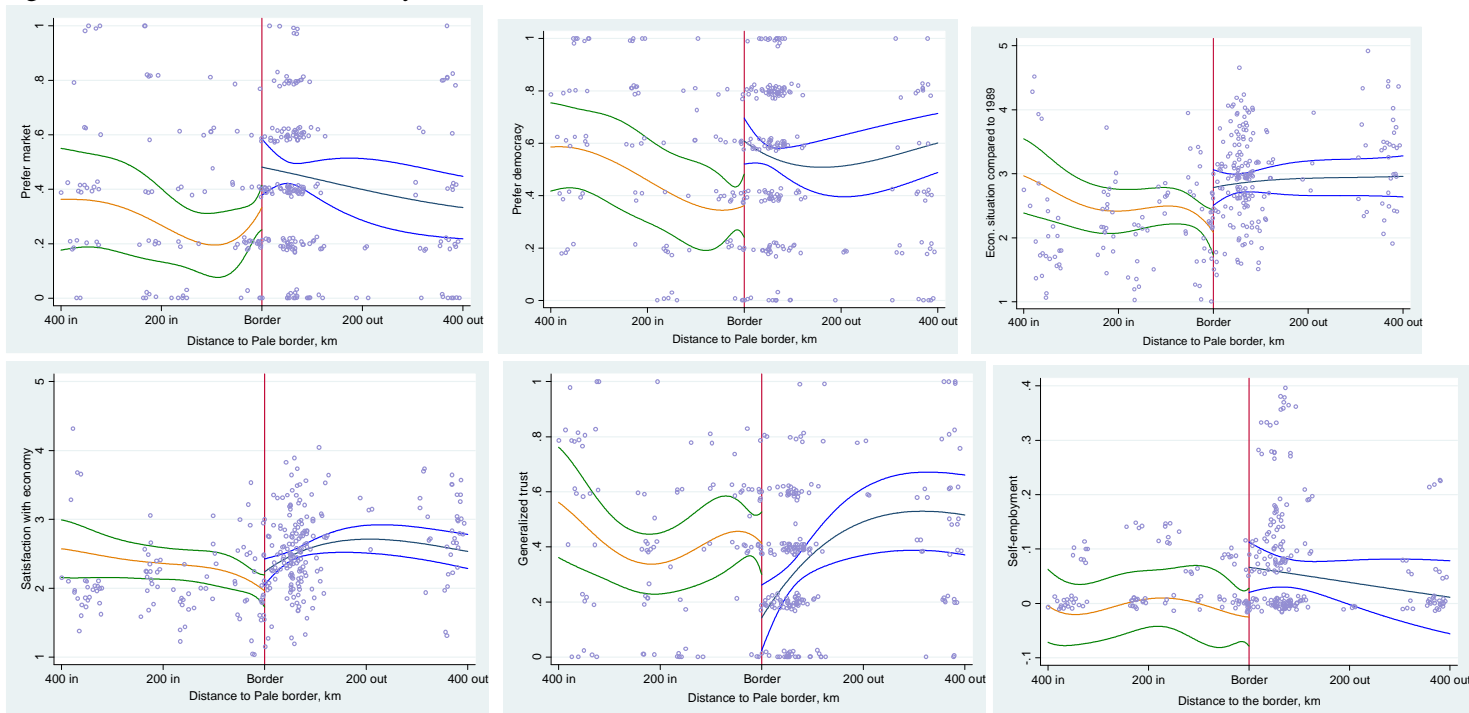 Prefer market
1
.8
.6
.4
.2
0
400 in 200 in Border 200 out 400 out
Distance to Pale border, km
Prefer democracy
1
.8
.6
.4
.2
0
400 in 200 in Border 200 out 400 out
Distance to Pale border, km
Econ. situation compared to 1989
5
4
3
2
1
400 in 200 in Border 200 out 400 out
Distance to Pale border, km
Satisfaction with economy
5
4
3
2
1
400 in 200 in Border 200 out 400 out
Distance to Pale border, km
Generalized trust
1
.8
.6
.4
.2
0
400 in 200 in Border 200 out 400 out
Distance to Pale border, km
Self-employment
.4
.3
.2
.1
0
-.1
400 in 200 in Border 200 out 400 out
Distance to the border, km